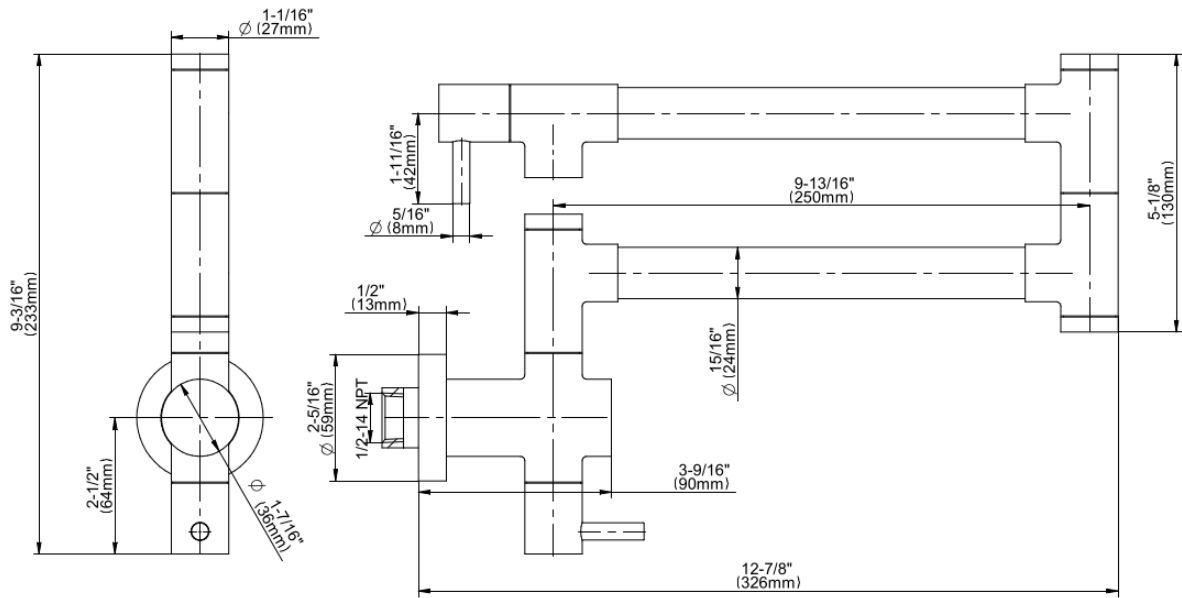 1-1/16"
Ø (27mm)
9-3/16"
(233mm)
2-1/2"
(64mm)
Ø 1-7/16"
(36mm)
1-11/16"
(42mm)
5/16"
Ø (8mm)
9-13/16"
(250mm)
5-1/8"
(130mm)
1/2"
(13mm)
15/16"
Ø (24mm)
2-5/16"
Ø (59mm)
1/2-14 NPT
3-9/16"
(90mm)
12-7/8"
(326mm)